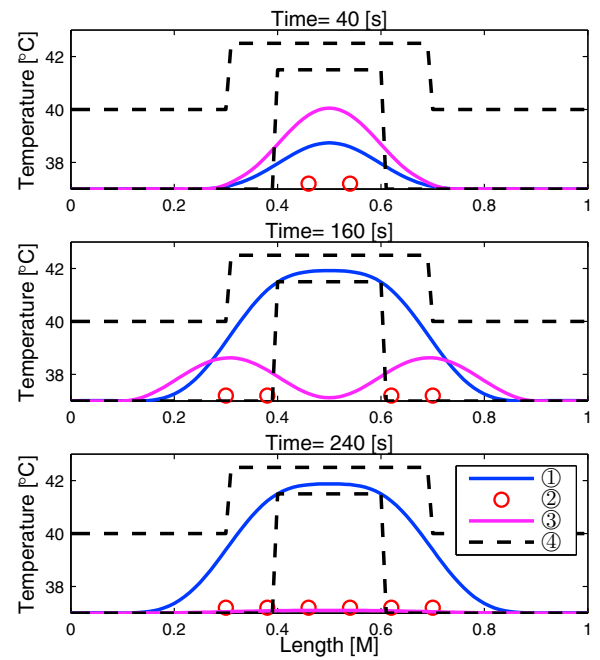 Time= 40 [s]
Temperature [°C]
42
40
38
0 0.2 0.4 0.6 0.8 1
Time= 160 [s]
Temperature [°C]
42
40
38
0 0.2 0.4 0.6 0.8 1
Time= 240 [s]
Temperature [°C]
42
40
38
①
②
③
④
0 0.2 0.4 0.6 0.8 1
Length [M]